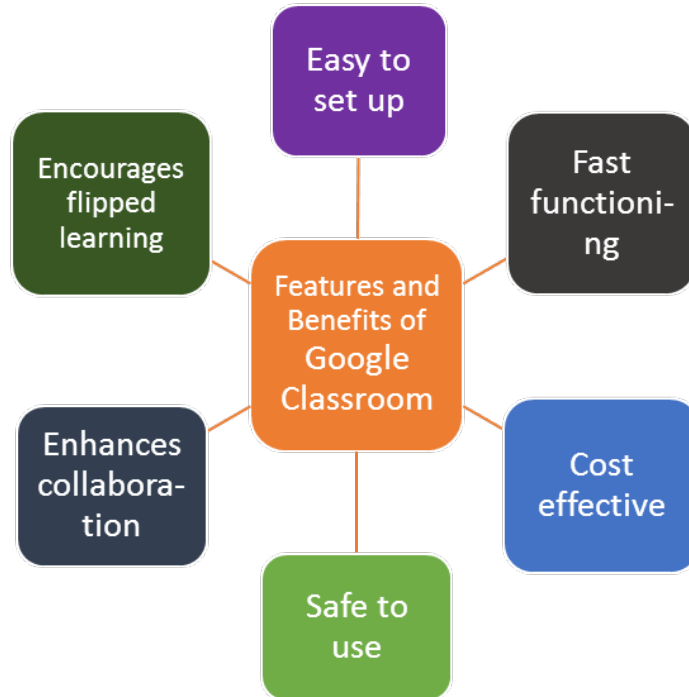 Easy to
set up
Fast
functioni-
ng
Cost
effective
Safe to
use
Enhances
collabora-
tion
Encourages
flipped
learning
Features and
Benefits of
Google
Classroom